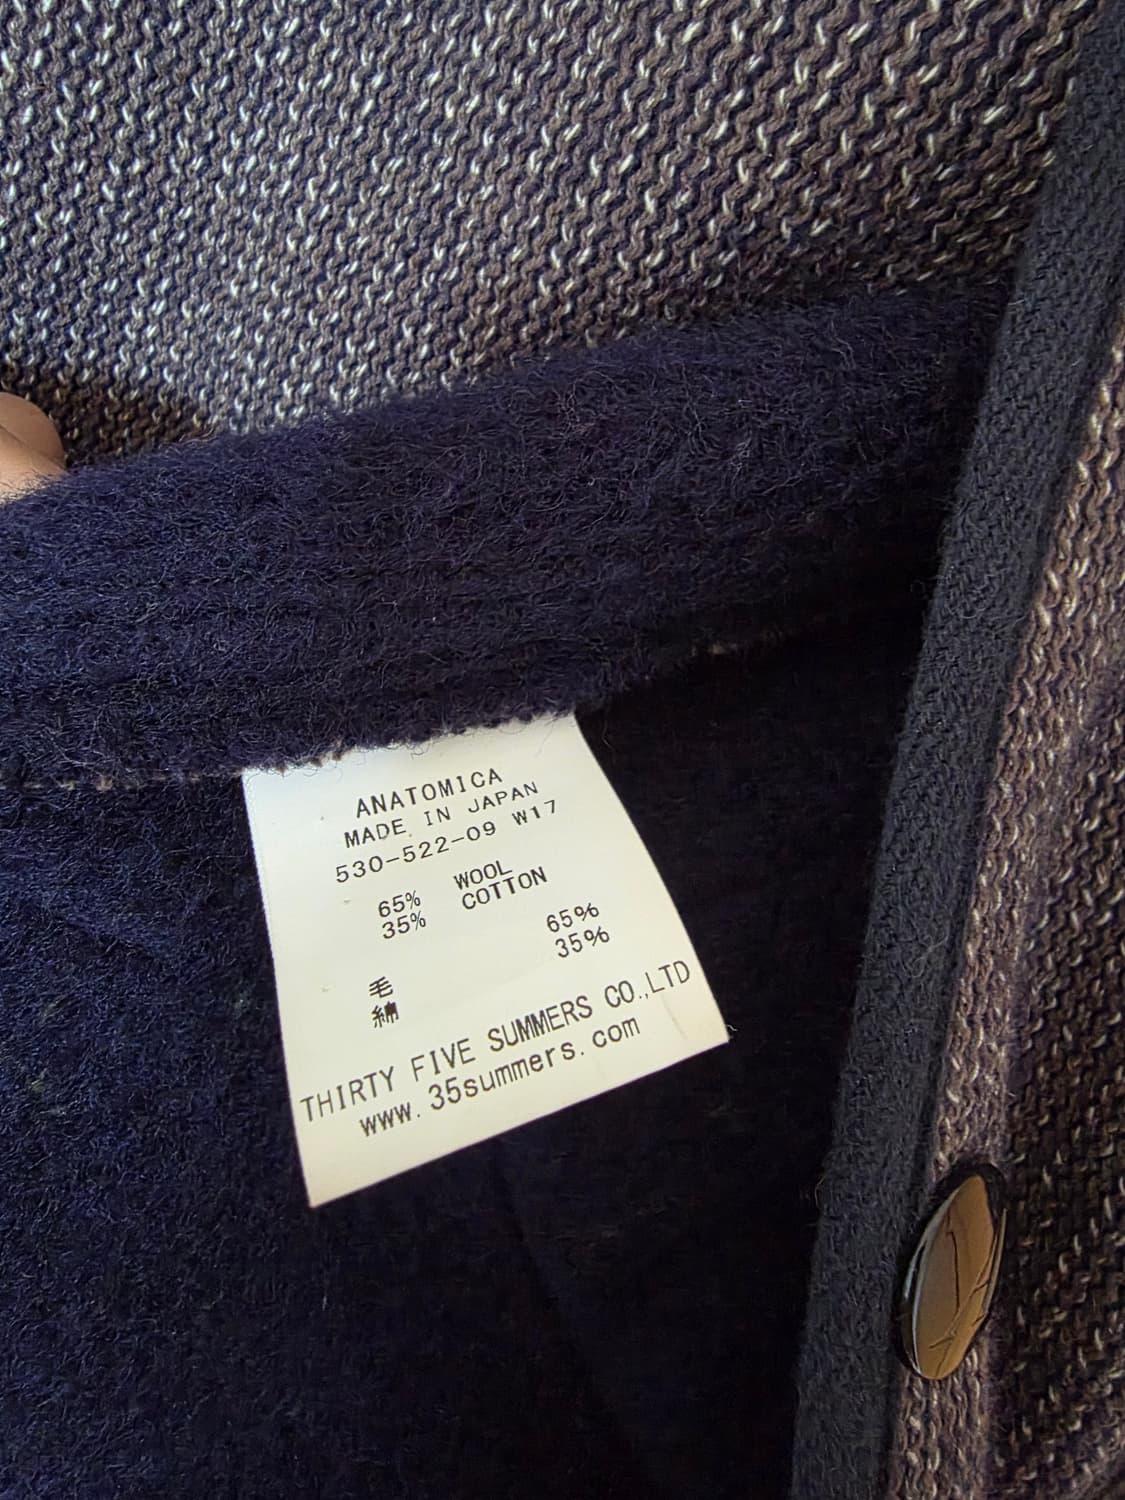 ANATOMICA
MADE IN JAPAN
530-522-09 W17
65% WOOL
35% COTTON
毛 65%
綿 35%
THIRTY FIVE SUMMERS CO.,LTD
www.35summers.com